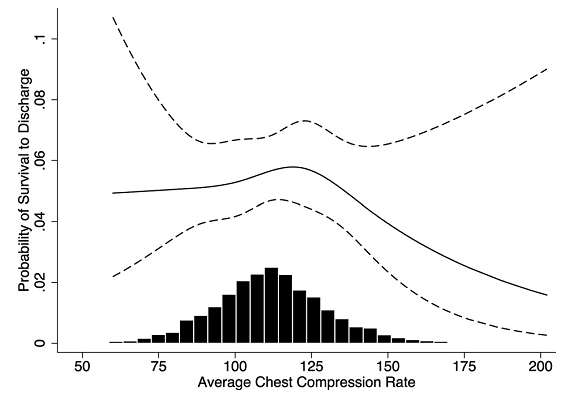 Probability of Survival to Discharge
.1
.08
.06
.04
.02
0
50 75 100 125 150 175 200
Average Chest Compression Rate